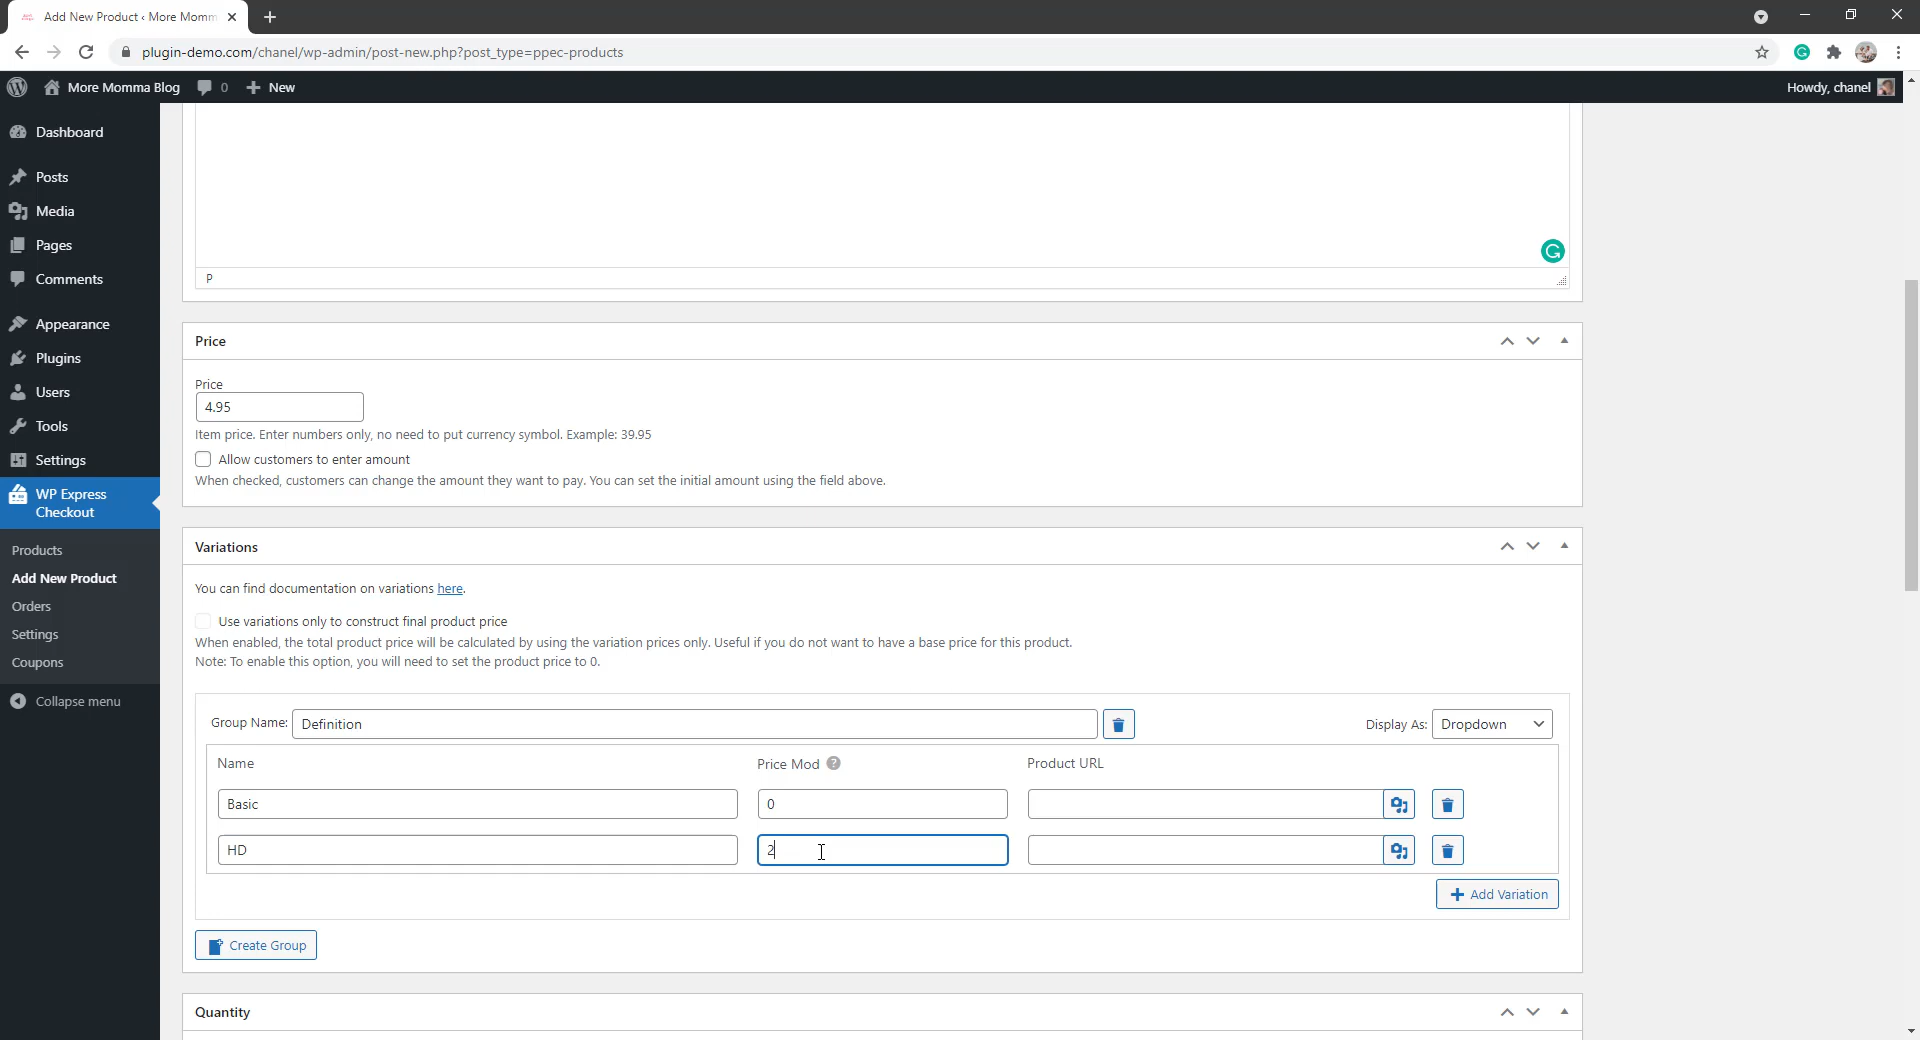 Add New Product ‹ More Momm
plugin-demo.com/chanel/wp-admin/post-new.php?post_type=ppec-products
More Momma Blog 0 New Howdy, chanel
Dashboard
Posts
Media
Pages
Comments
Appearance
Plugins
Users
Tools
Settings
WP Express
Checkout
Products
Add New Product
Orders
Settings
Coupons
Collapse menu
P
Price
Price
4.95
Item price. Enter numbers only, no need to put currency symbol. Example: 39.95
Allow customers to enter amount
When checked, customers can change the amount they want to pay. You can set the initial amount using the field above.
Variations
You can find documentation on variations here.
Use variations only to construct final product price
When enabled, the total product price will be calculated by using the variation prices only. Useful if you do not want to have a base price for this product.
Note: To enable this option, you will need to set the product price to 0.
Group Name: Definition Display As: Dropdown
Name Price Mod ? Product URL
Basic 0
HD 2
Add Variation
Create Group
Quantity